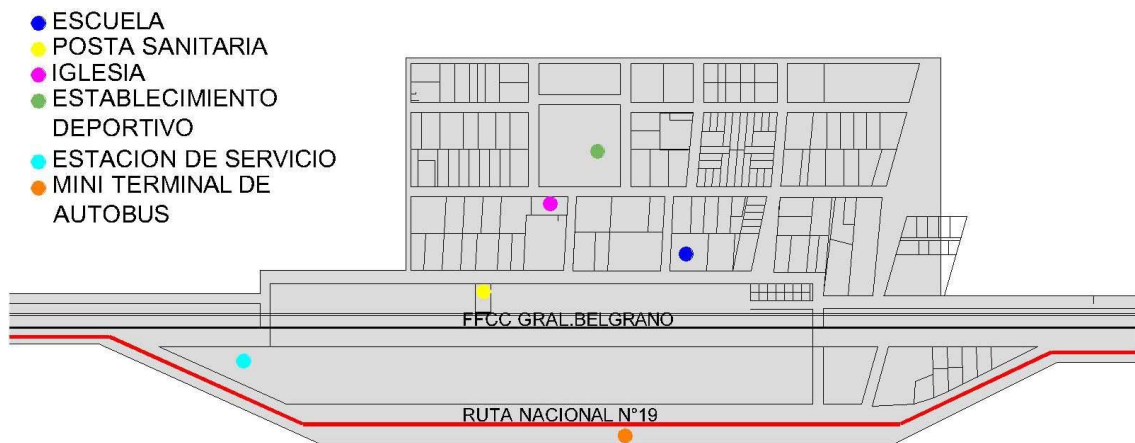 ESCUELA
POSTA SANITARIA
IGLESIA
ESTABLECIMIENTO
DEPORTIVO
ESTACION DE SERVICIO
MINI TERMINAL DE
AUTOBUS
FFCC GRAL.BELGRANO
RUTA NACIONAL N°19